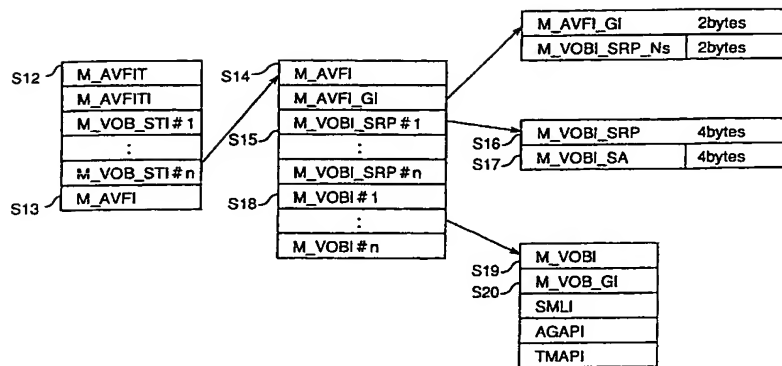 S12
M_AVFIT
M_AVFITI
M_VOB_STI#1
:
M_VOB_STI#n
S13
M_AVFI
S14
M_AVFI
M_AVFI_GI
S15
M_VOBI_SRP#1
:
M_VOBI_SRP#n
S18
M_VOBI#1
:
M_VOBI#n
M_AVFI_GI 2bytes
M_VOBI_SRP_Ns 2bytes
S16
M_VOBI_SRP 4bytes
S17
M_VOBI_SA 4bytes
S19
M_VOBI
S20
M_VOB_GI
SMLI
AGAPI
TMAPI